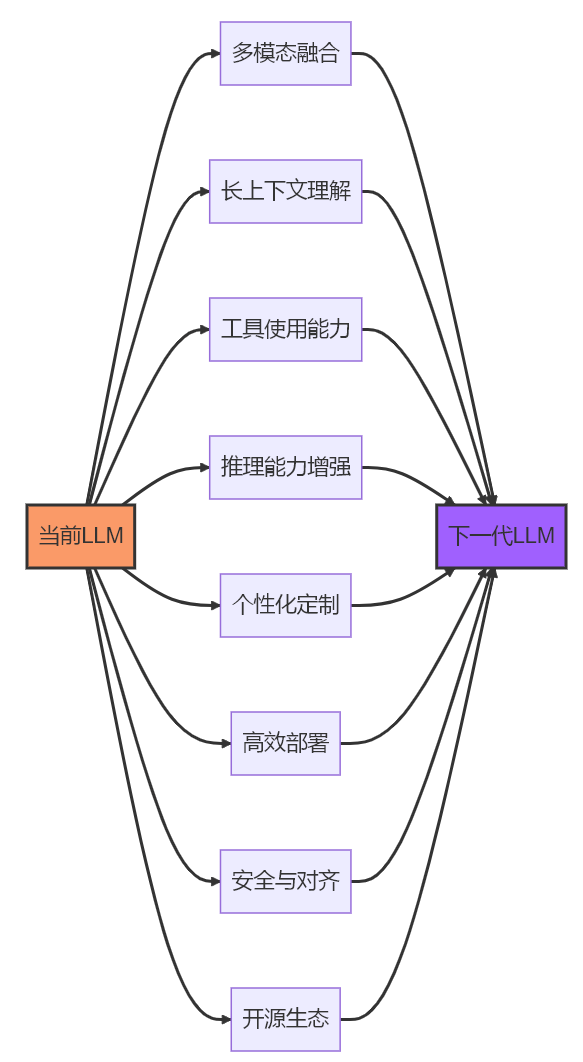 多模态融合
长上下文理解
工具使用能力
推理能力增强
当前LLM
下一代LLM
个性化定制
高效部署
安全与对齐
开源生态